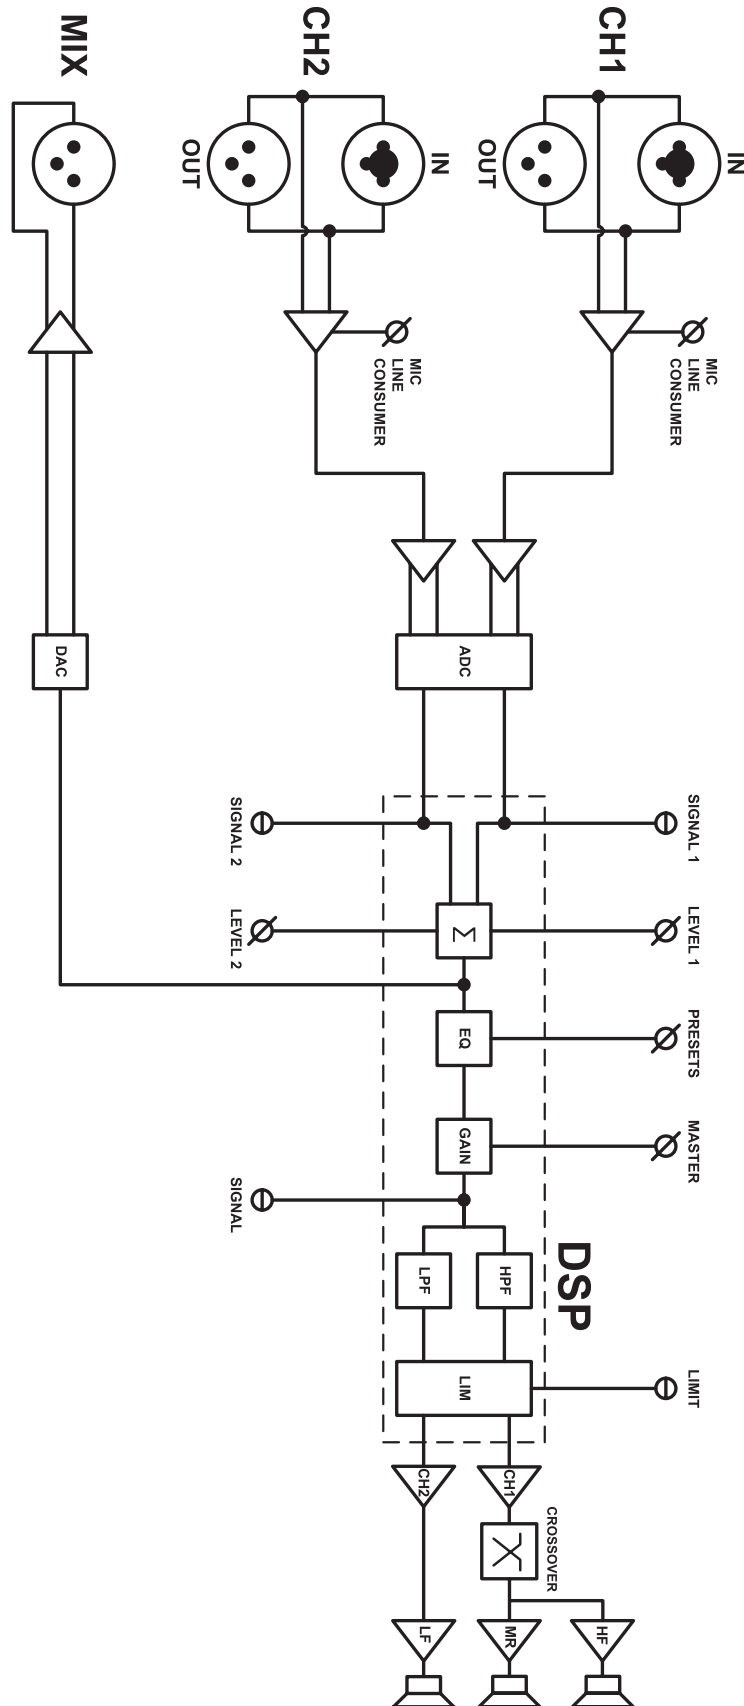 CH1
IN
OUT
MIC
LINE
CONSUMER
CH2
IN
OUT
MIC
LINE
CONSUMER
MIX
ADC
DAC
SIGNAL 1
LEVEL 1
PRESETS
MASTER
LIMIT
SIGNAL 2
LEVEL 2
SIGNAL
Σ
EQ
GAIN
DSP
HPF
LPF
LIM
CH1
CH2
CROSSOVER
HF
MR
LF